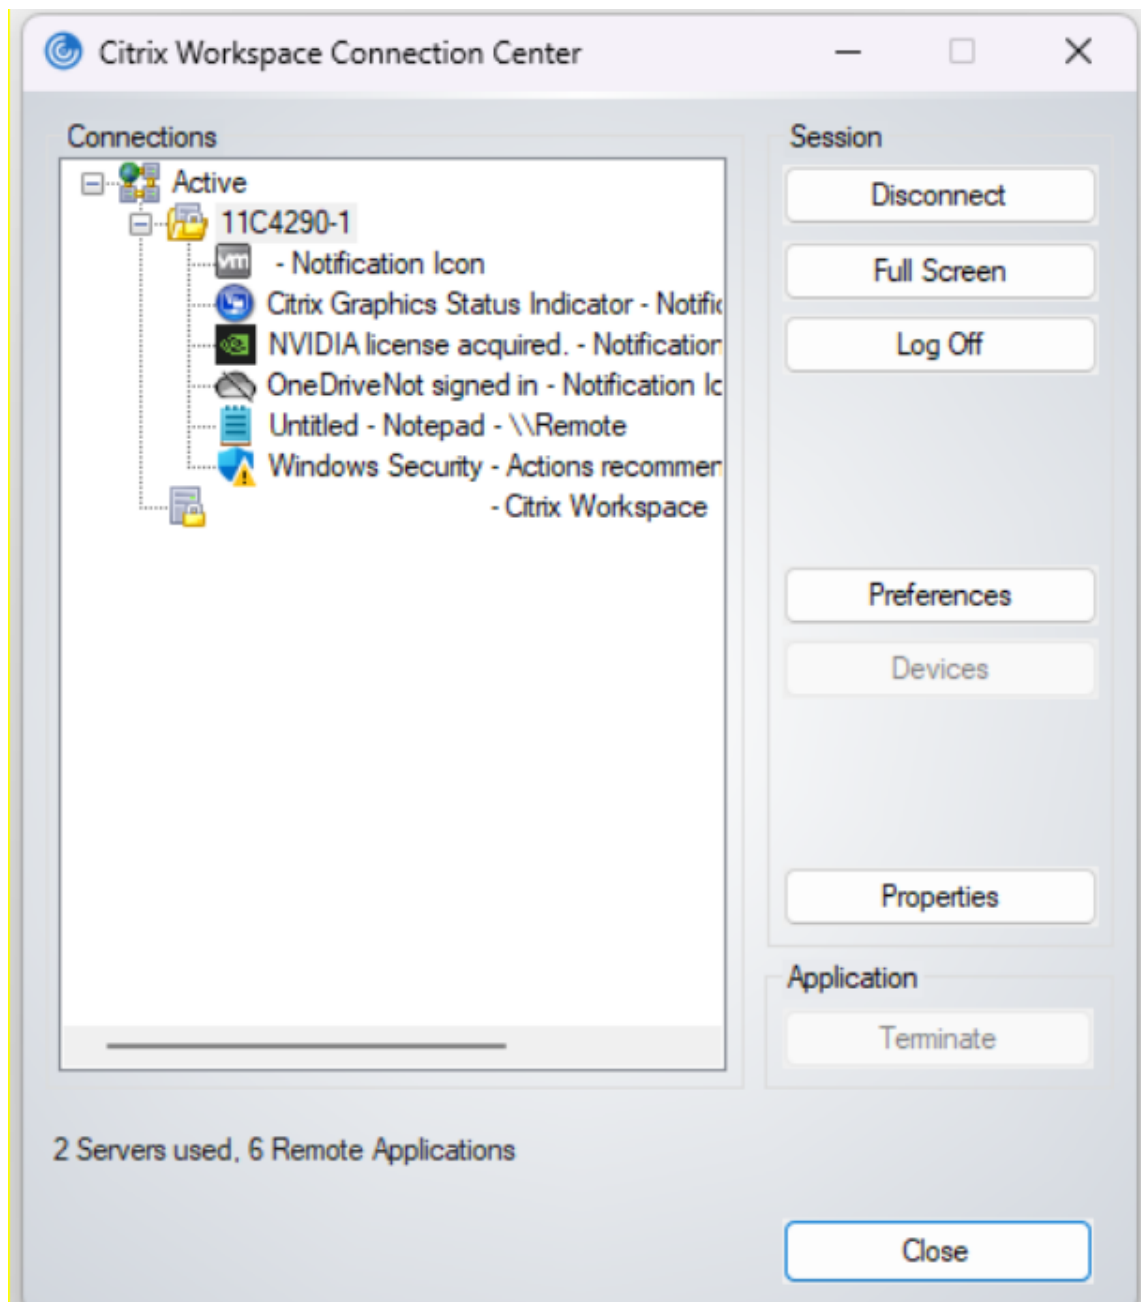 Citrix Workspace Connection Center
Connections
Active
11C4290-1
vm - Notification Icon
Citrix Graphics Status Indicator - Notific
NVIDIA license acquired. - Notification
OneDriveNot signed in - Notification Ic
Untitled - Notepad - \\Remote
Windows Security - Actions recommen
- Citrix Workspace
Session
Disconnect
Full Screen
Log Off
Preferences
Devices
Properties
Application
Terminate
2 Servers used, 6 Remote Applications
Close